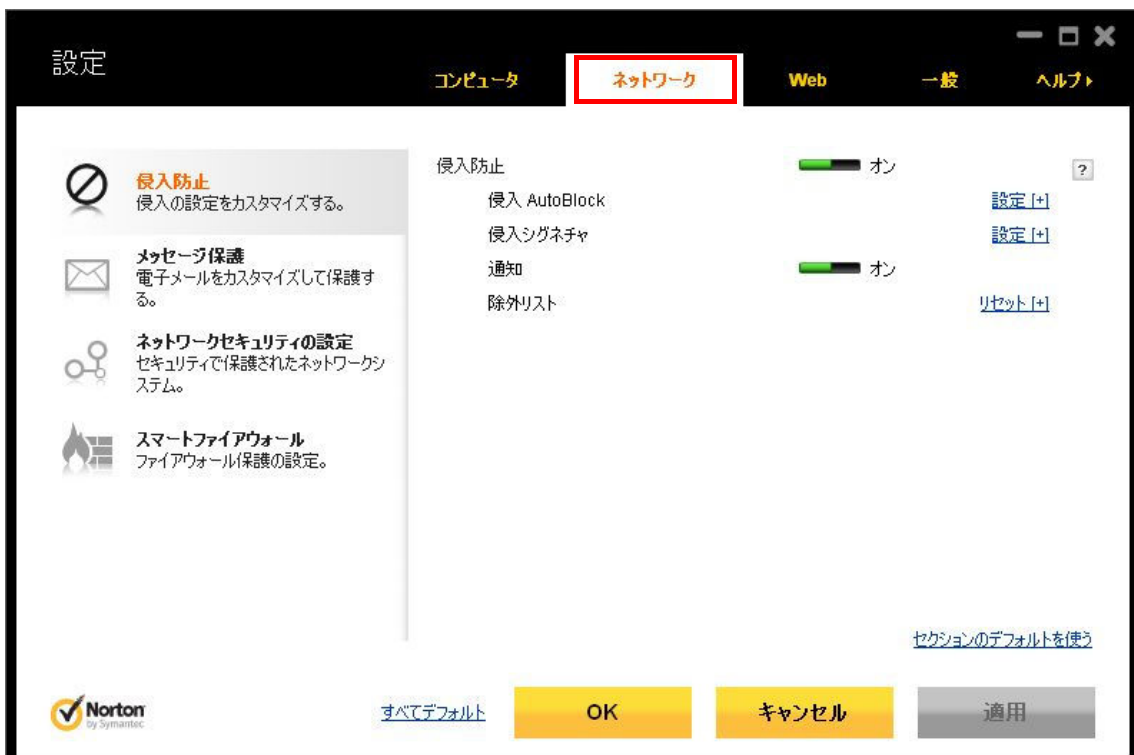 設定
コンピュータ ネットワーク Web 一般 ヘルプ
侵入防止
侵入の設定をカスタマイズする。
メッセージ保護
電子メールをカスタマイズして保護す
る。
ネットワークセキュリティの設定
セキュリティで保護されたネットワークシ
ステム。
スマートファイアウォール
ファイアウォール保護の設定。
侵入防止 オン ?
侵入 AutoBlock 設定 [+]
侵入シグネチャ 設定 [+]
通知 オン
除外リスト リセット [+]
セクションのデフォルトを使う
Norton
by Symantec
すべてデフォルト OK キャンセル 適用